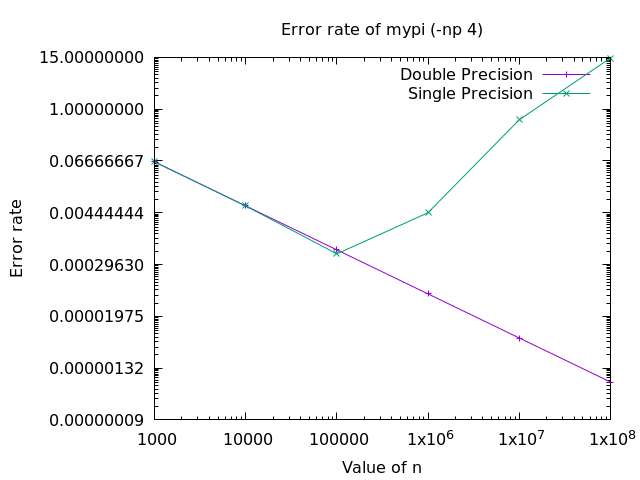 Error rate of mypi (-np 4)
15.00000000
1.00000000
0.06666667
0.00444444
0.00029630
0.00001975
0.00000132
0.00000009
Error rate
Double Precision
Single Precision
1000
10000
100000
1x10^6
1x10^7
1x10^8
Value of n